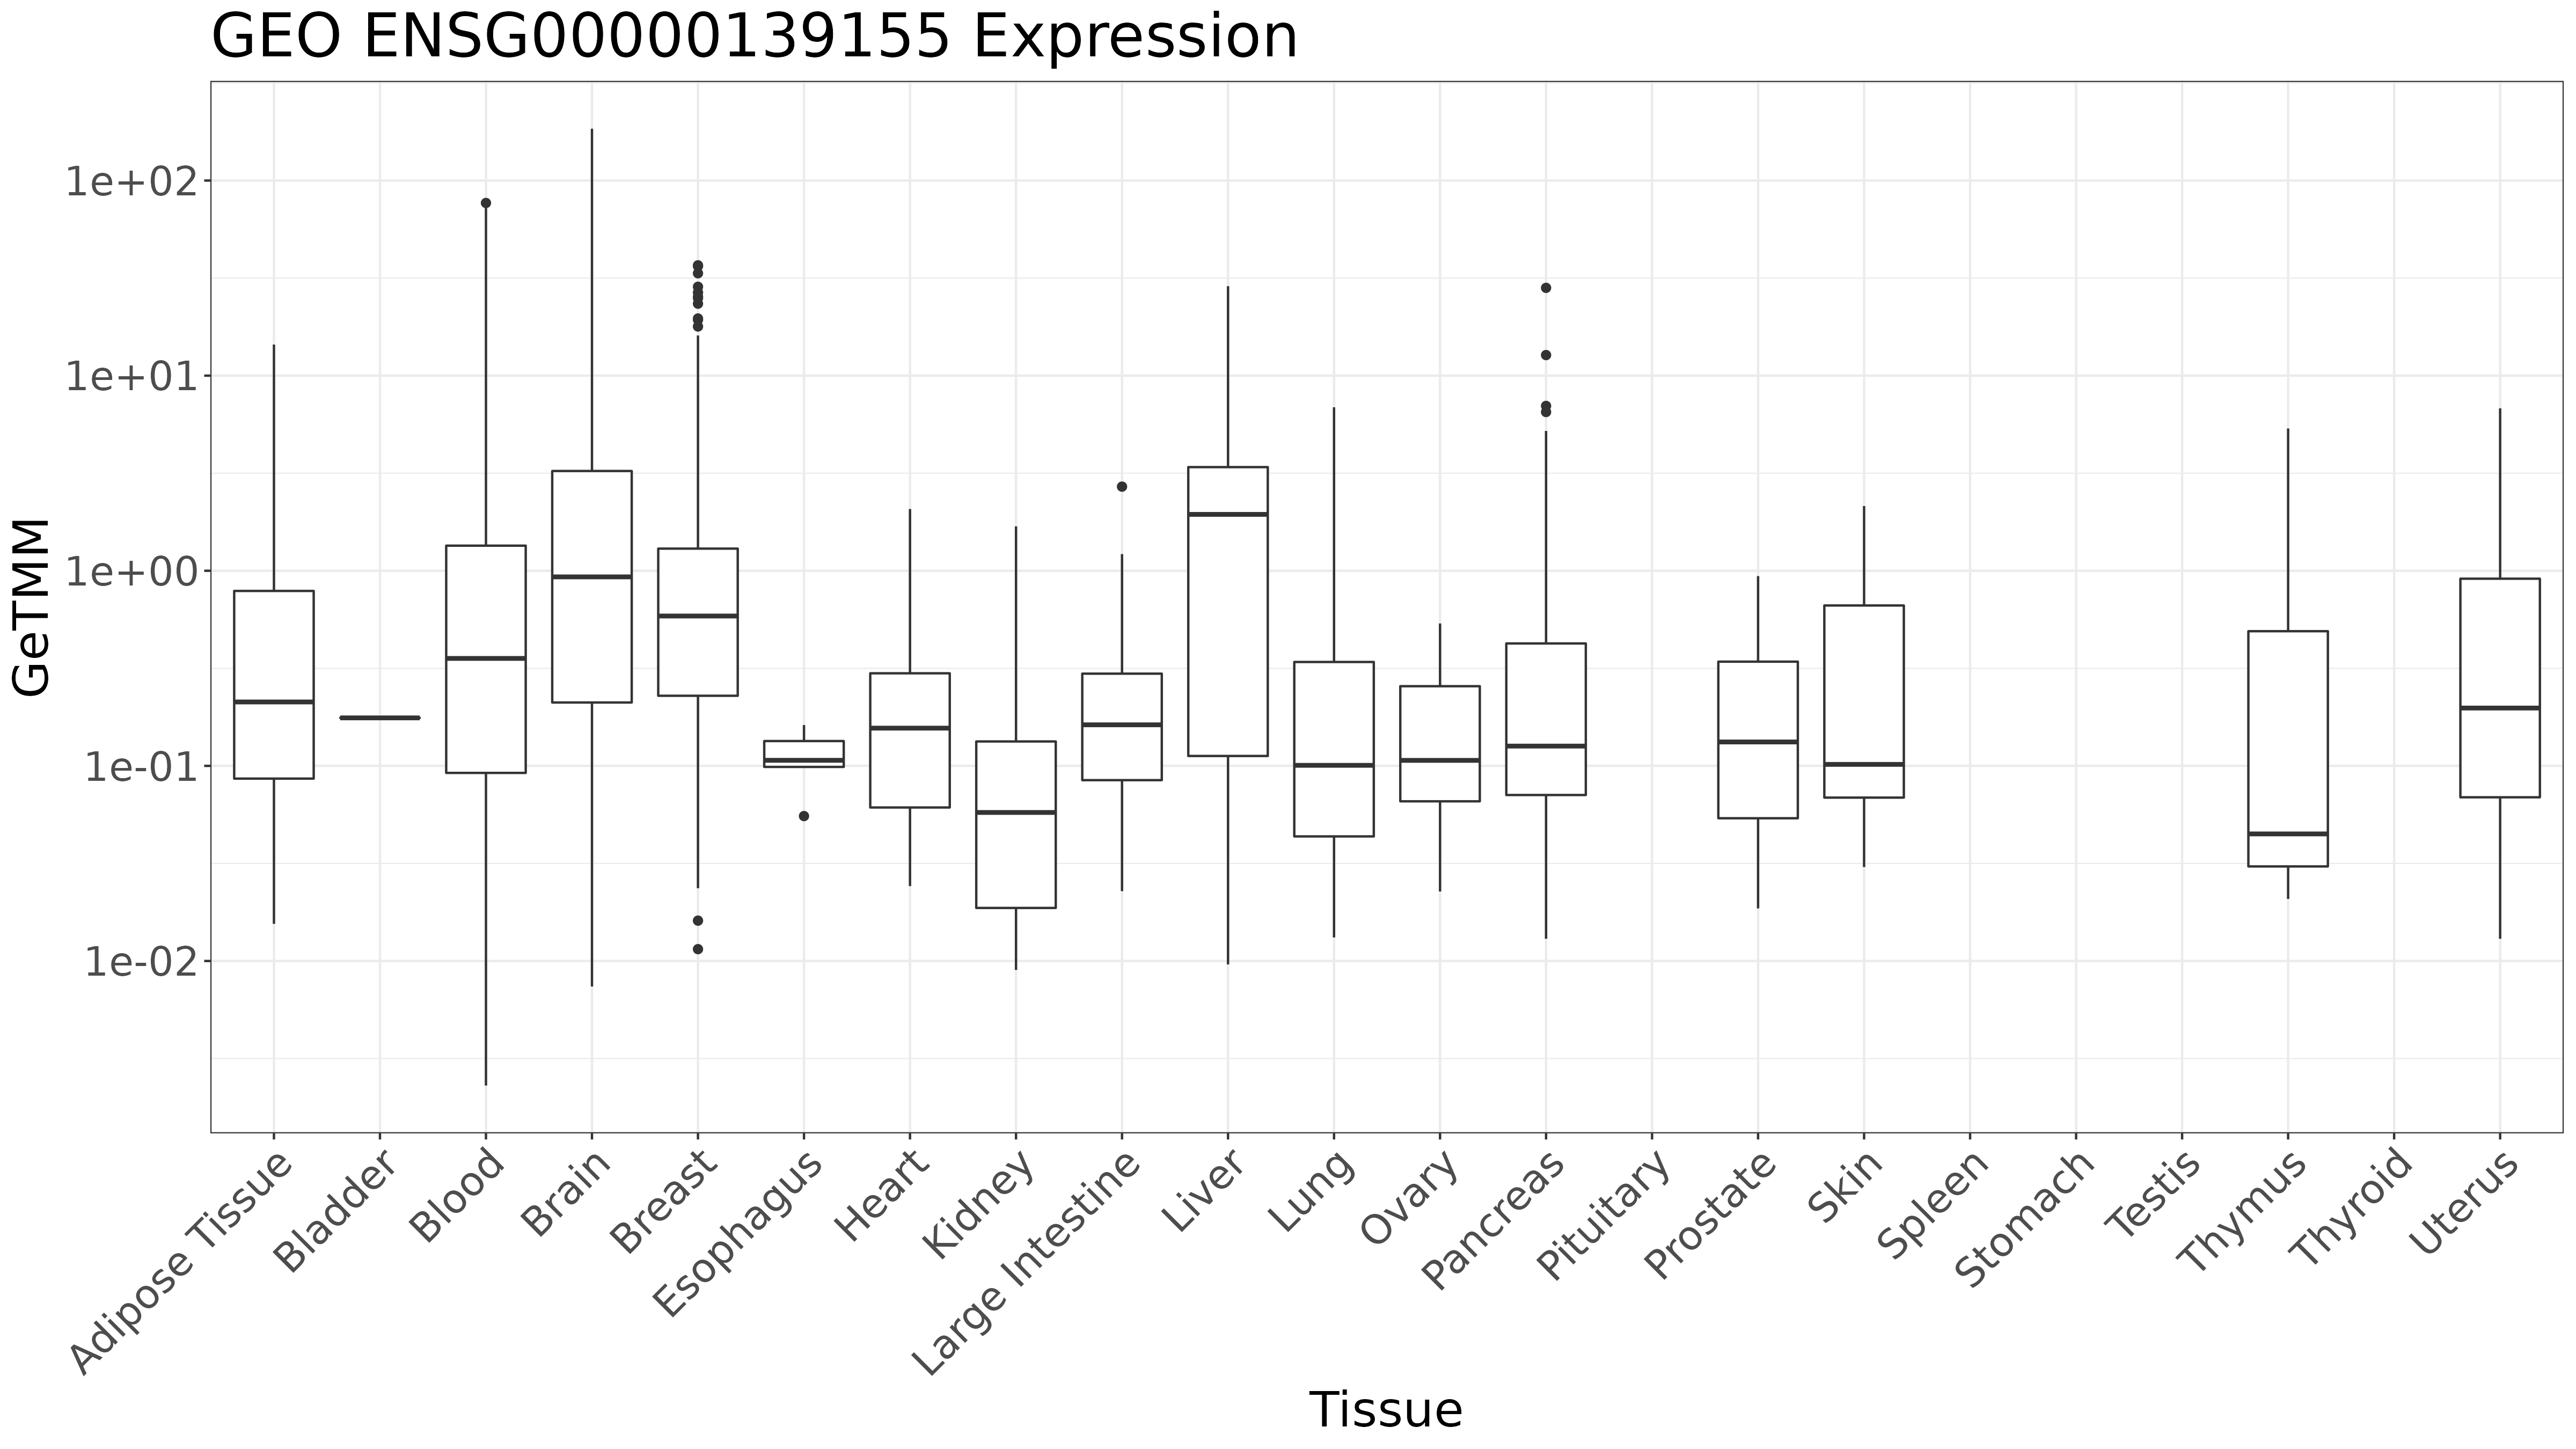 GEO ENSG00000139155 Expression
GeTMM
1e+02
1e+01
1e+00
1e-01
1e-02
Adipose Tissue
Bladder
Blood
Brain
Breast
Esophagus
Heart
Kidney
Large Intestine
Liver
Lung
Ovary
Pancreas
Pituitary
Prostate
Skin
Spleen
Stomach
Testis
Thymus
Thyroid
Uterus
Tissue